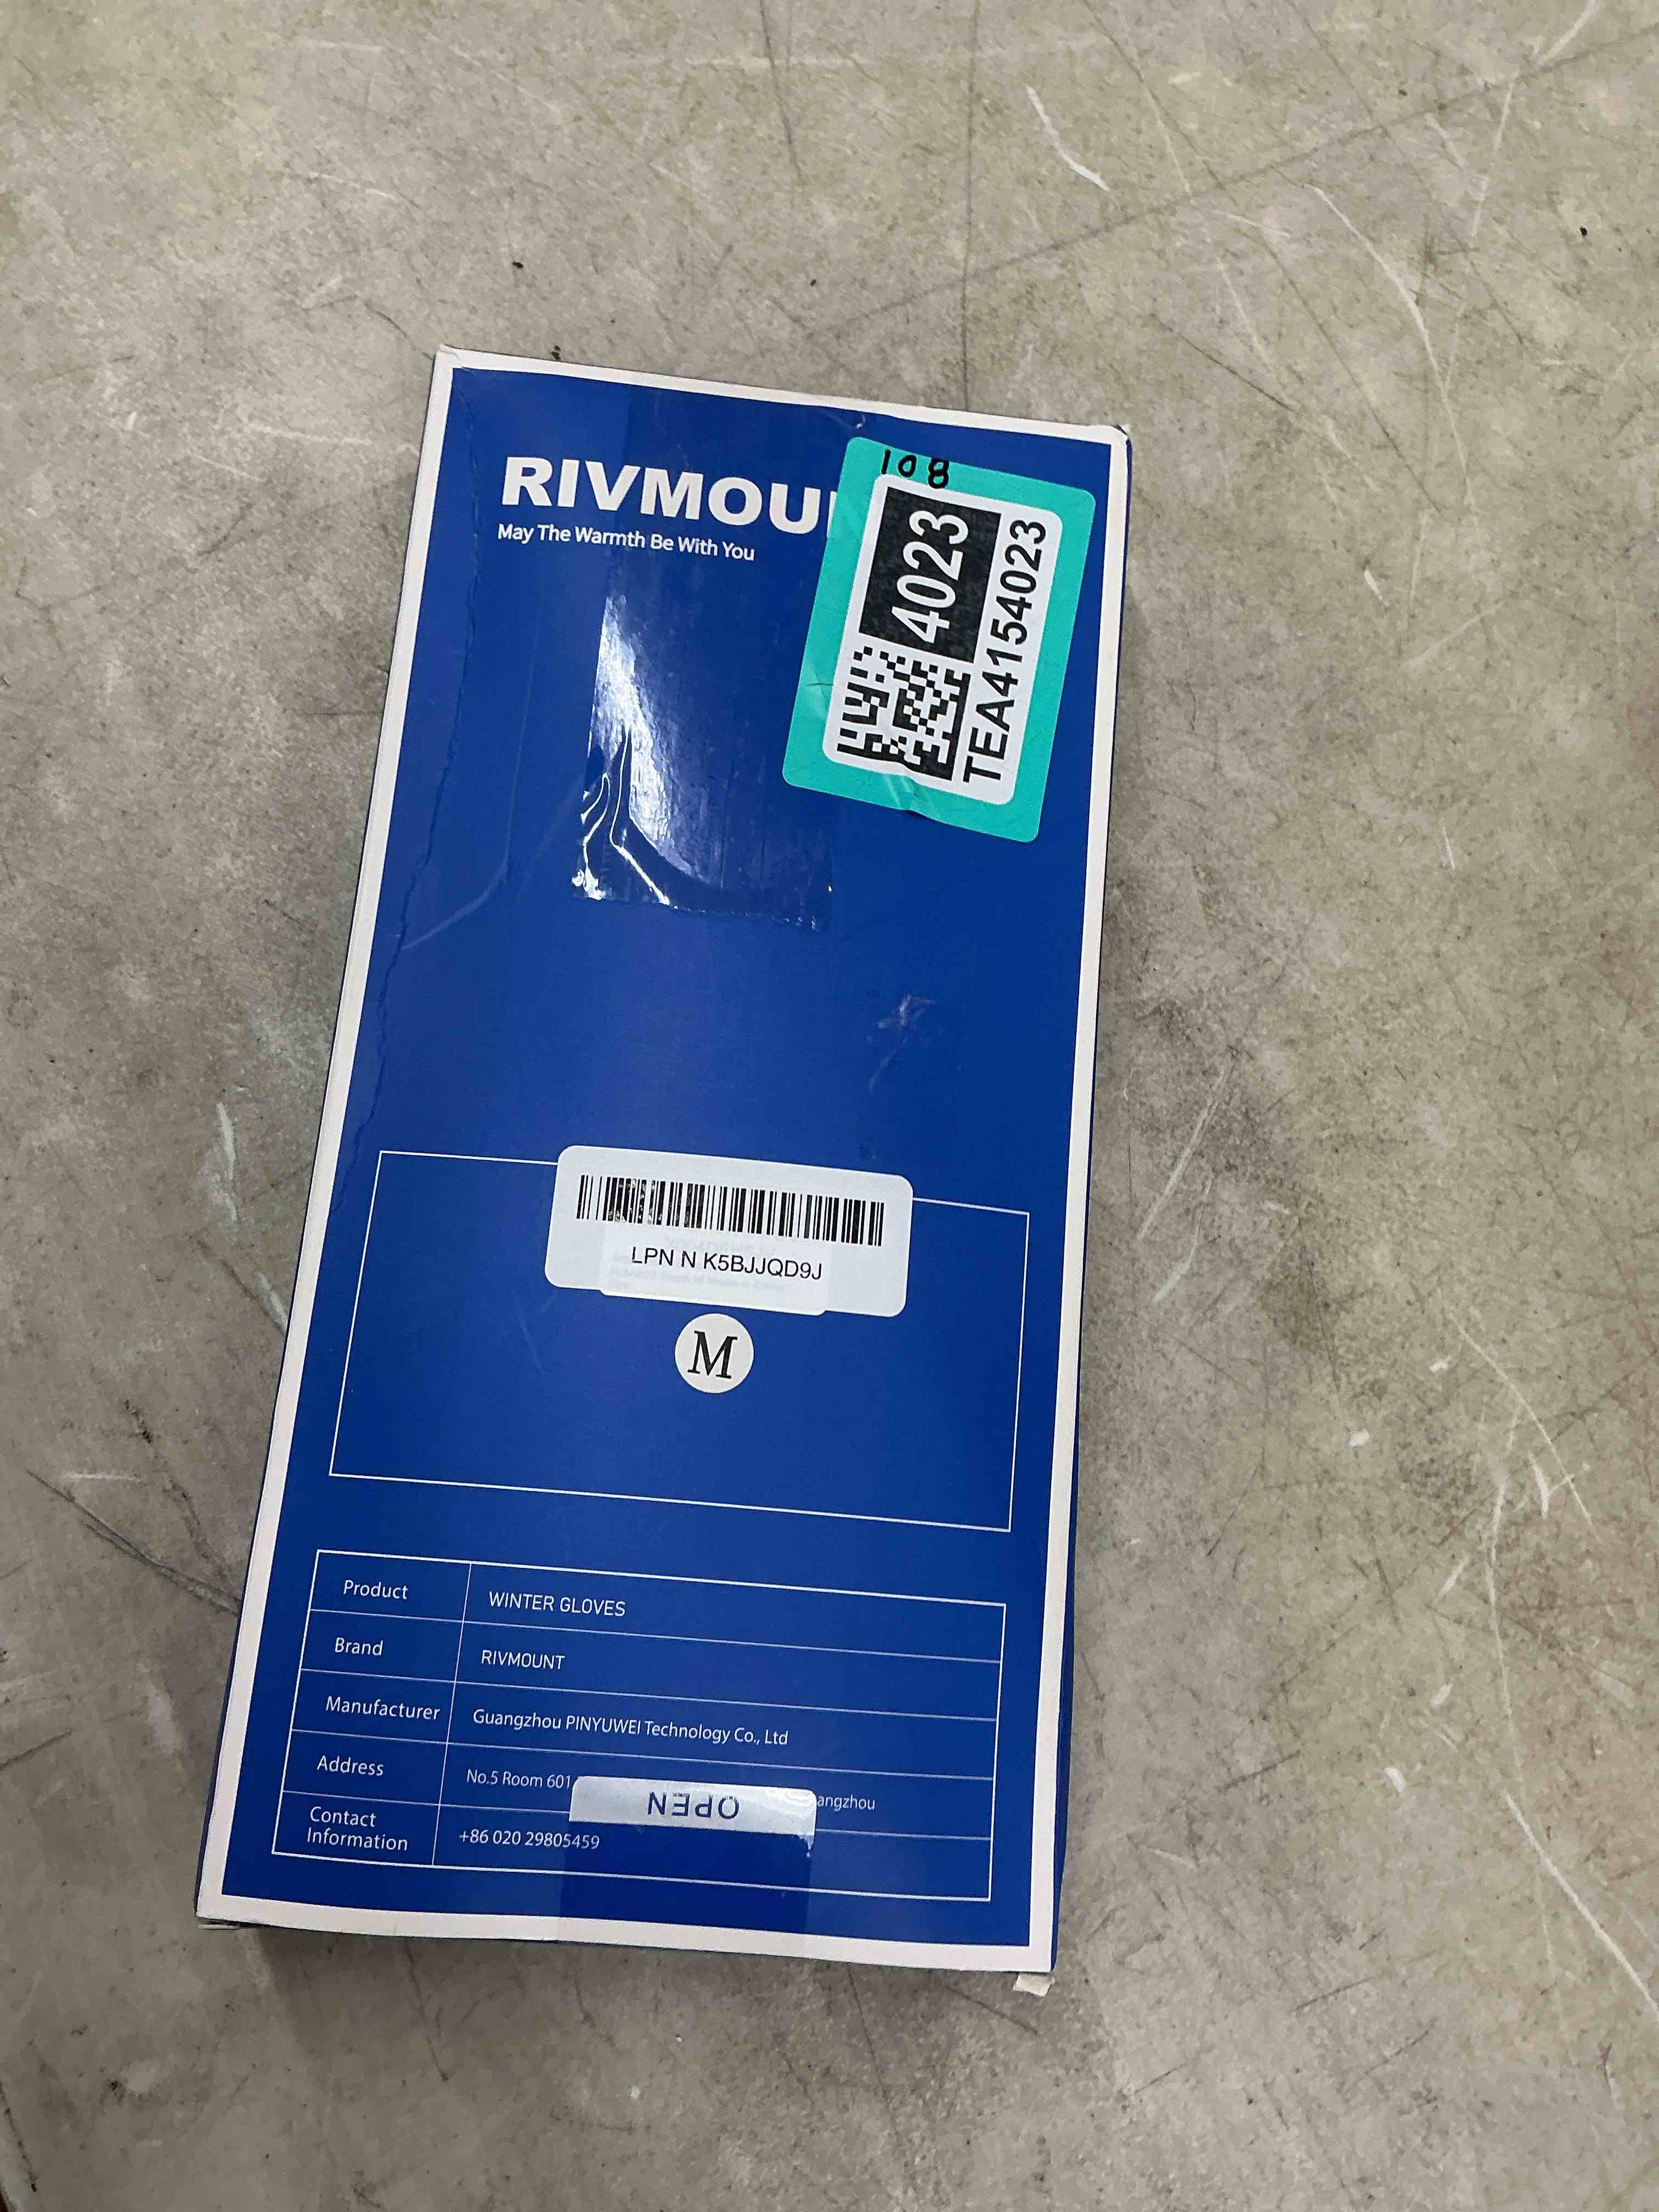 RIVMOU
May The Warmth Be With You
108
4023
TEA4154023
LPN N K5BJJQD9J
M
Product WINTER GLOVES
Brand RIVMOUNT
Manufacturer Guangzhou PINYUWEI Technology Co., Ltd
Address No.5 Room 601 angzhou
OPEN
Contact
Information +86 020 29805459